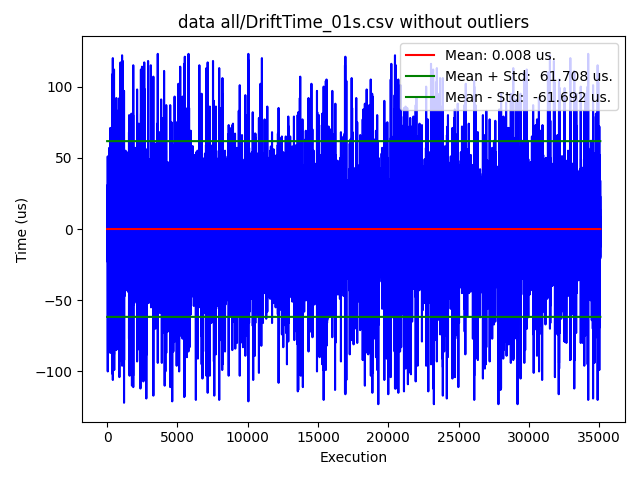 data all/DriftTime_01s.csv without outliers
Mean: 0.008 us.
Mean + Std:  61.708 us.
Mean - Std:  -61.692 us.
100
50
0
−50
−100
Time (us)
0 5000 10000 15000 20000 25000 30000 35000
Execution